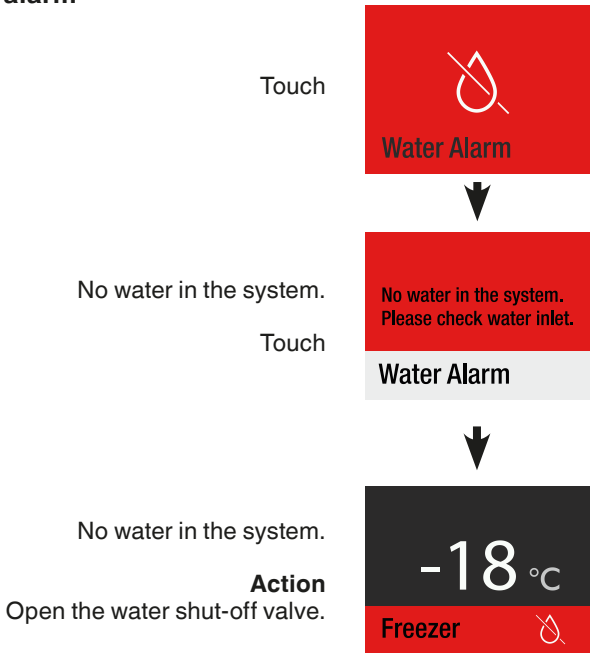 Touch
Water Alarm
No water in the system.
Touch
No water in the system.
Please check water inlet.
Water Alarm
No water in the system.
Action
Open the water shut-off valve.
-18 °C
Freezer